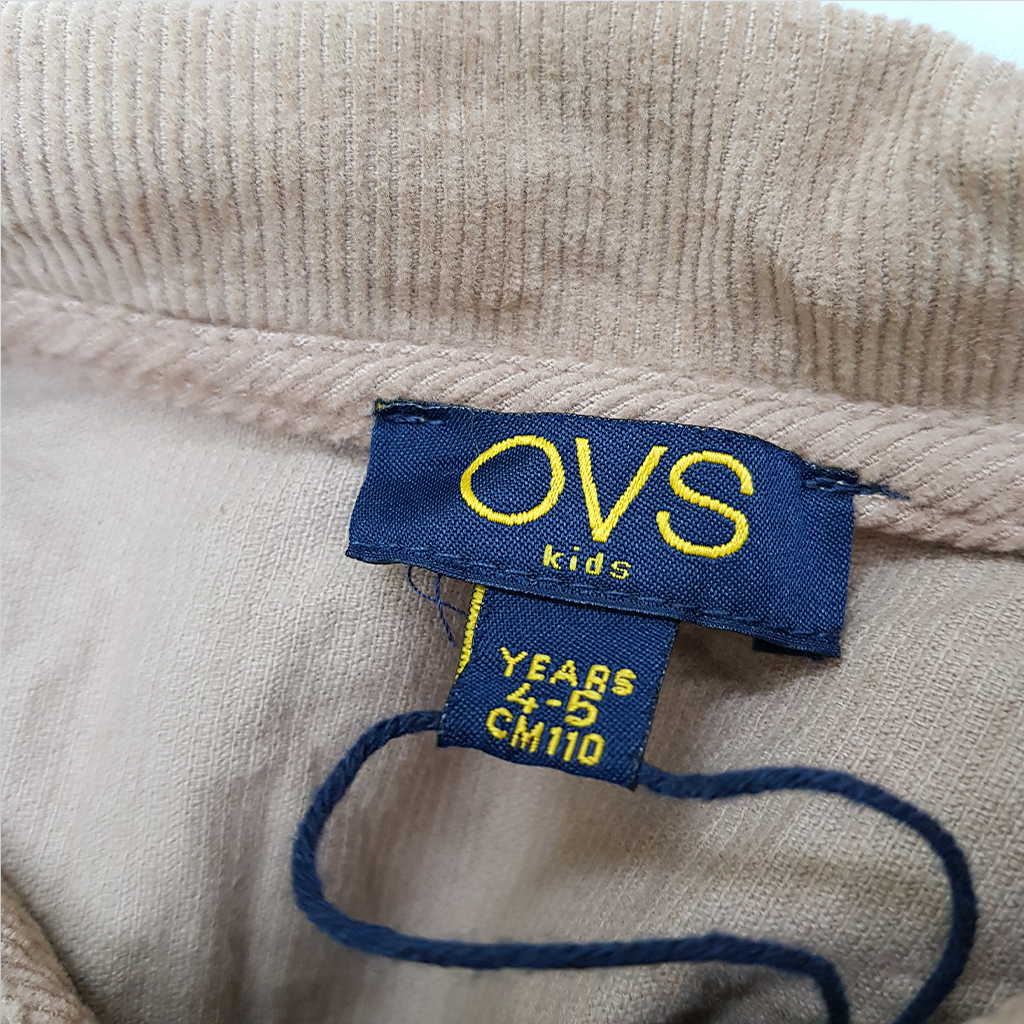 OVS
kids
YEARS
4-5
CM110